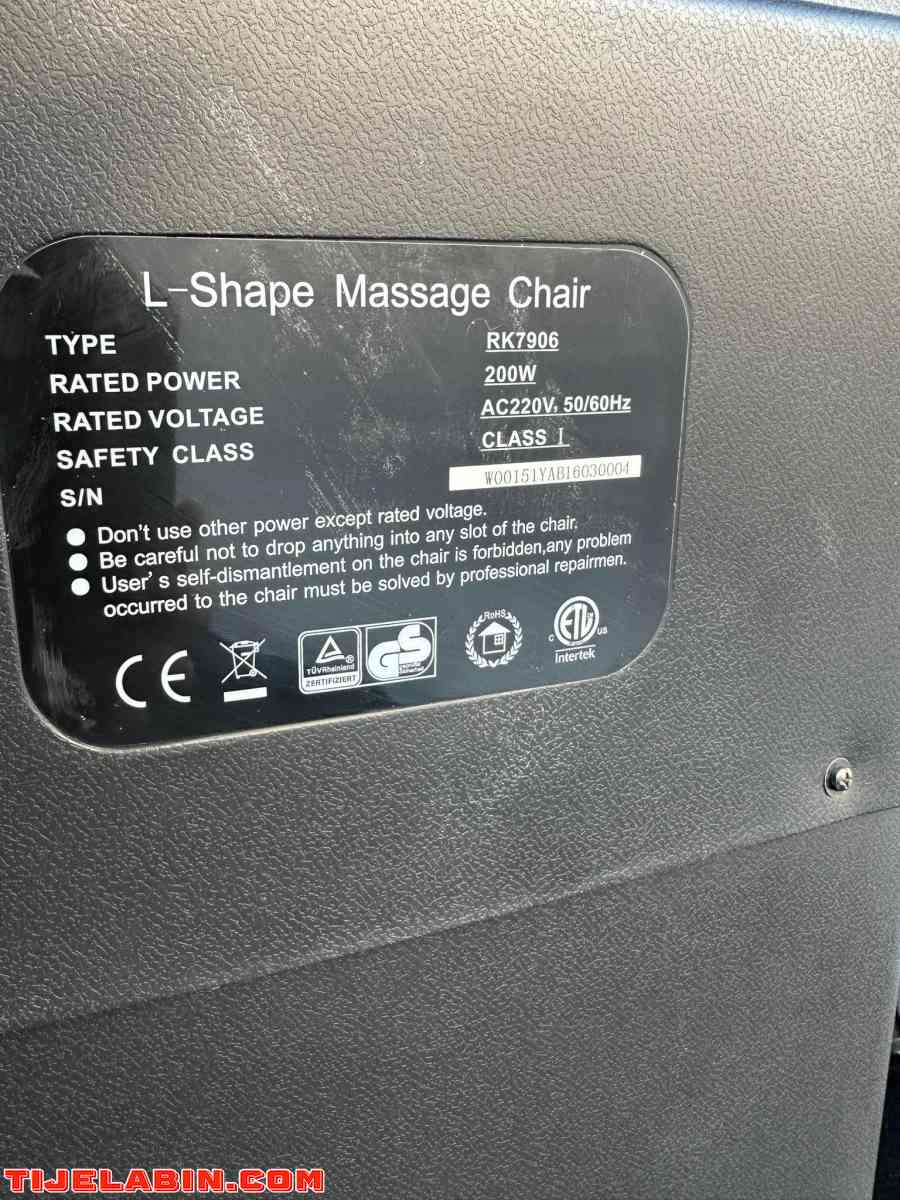 L-Shape Massage Chair
TYPE RK7906
RATED POWER 200W
RATED VOLTAGE AC220V, 50/60Hz
SAFETY CLASS CLASS I
S/N W00151YAB16030004
● Don't use other power except rated voltage.
● Be careful not to drop anything into any slot of the chair.
● User's self-dismantlement on the chair is forbidden,any problem
occurred to the chair must be solved by professional repairmen.
CE
TÜVRheinland
ZERTIFIZIERT
GS
geprüfte
Sicherheit
RoHS
ETL
c us
Intertek
TIJELABIN.COM